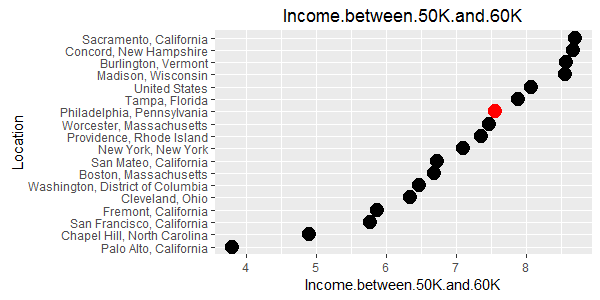 Income.between.50K.and.60K
Location
Sacramento, California
Concord, New Hampshire
Burlington, Vermont
Madison, Wisconsin
United States
Tampa, Florida
Philadelphia, Pennsylvania
Worcester, Massachusetts
Providence, Rhode Island
New York, New York
San Mateo, California
Boston, Massachusetts
Washington, District of Columbia
Cleveland, Ohio
Fremont, California
San Francisco, California
Chapel Hill, North Carolina
Palo Alto, California
4 5 6 7 8
Income.between.50K.and.60K